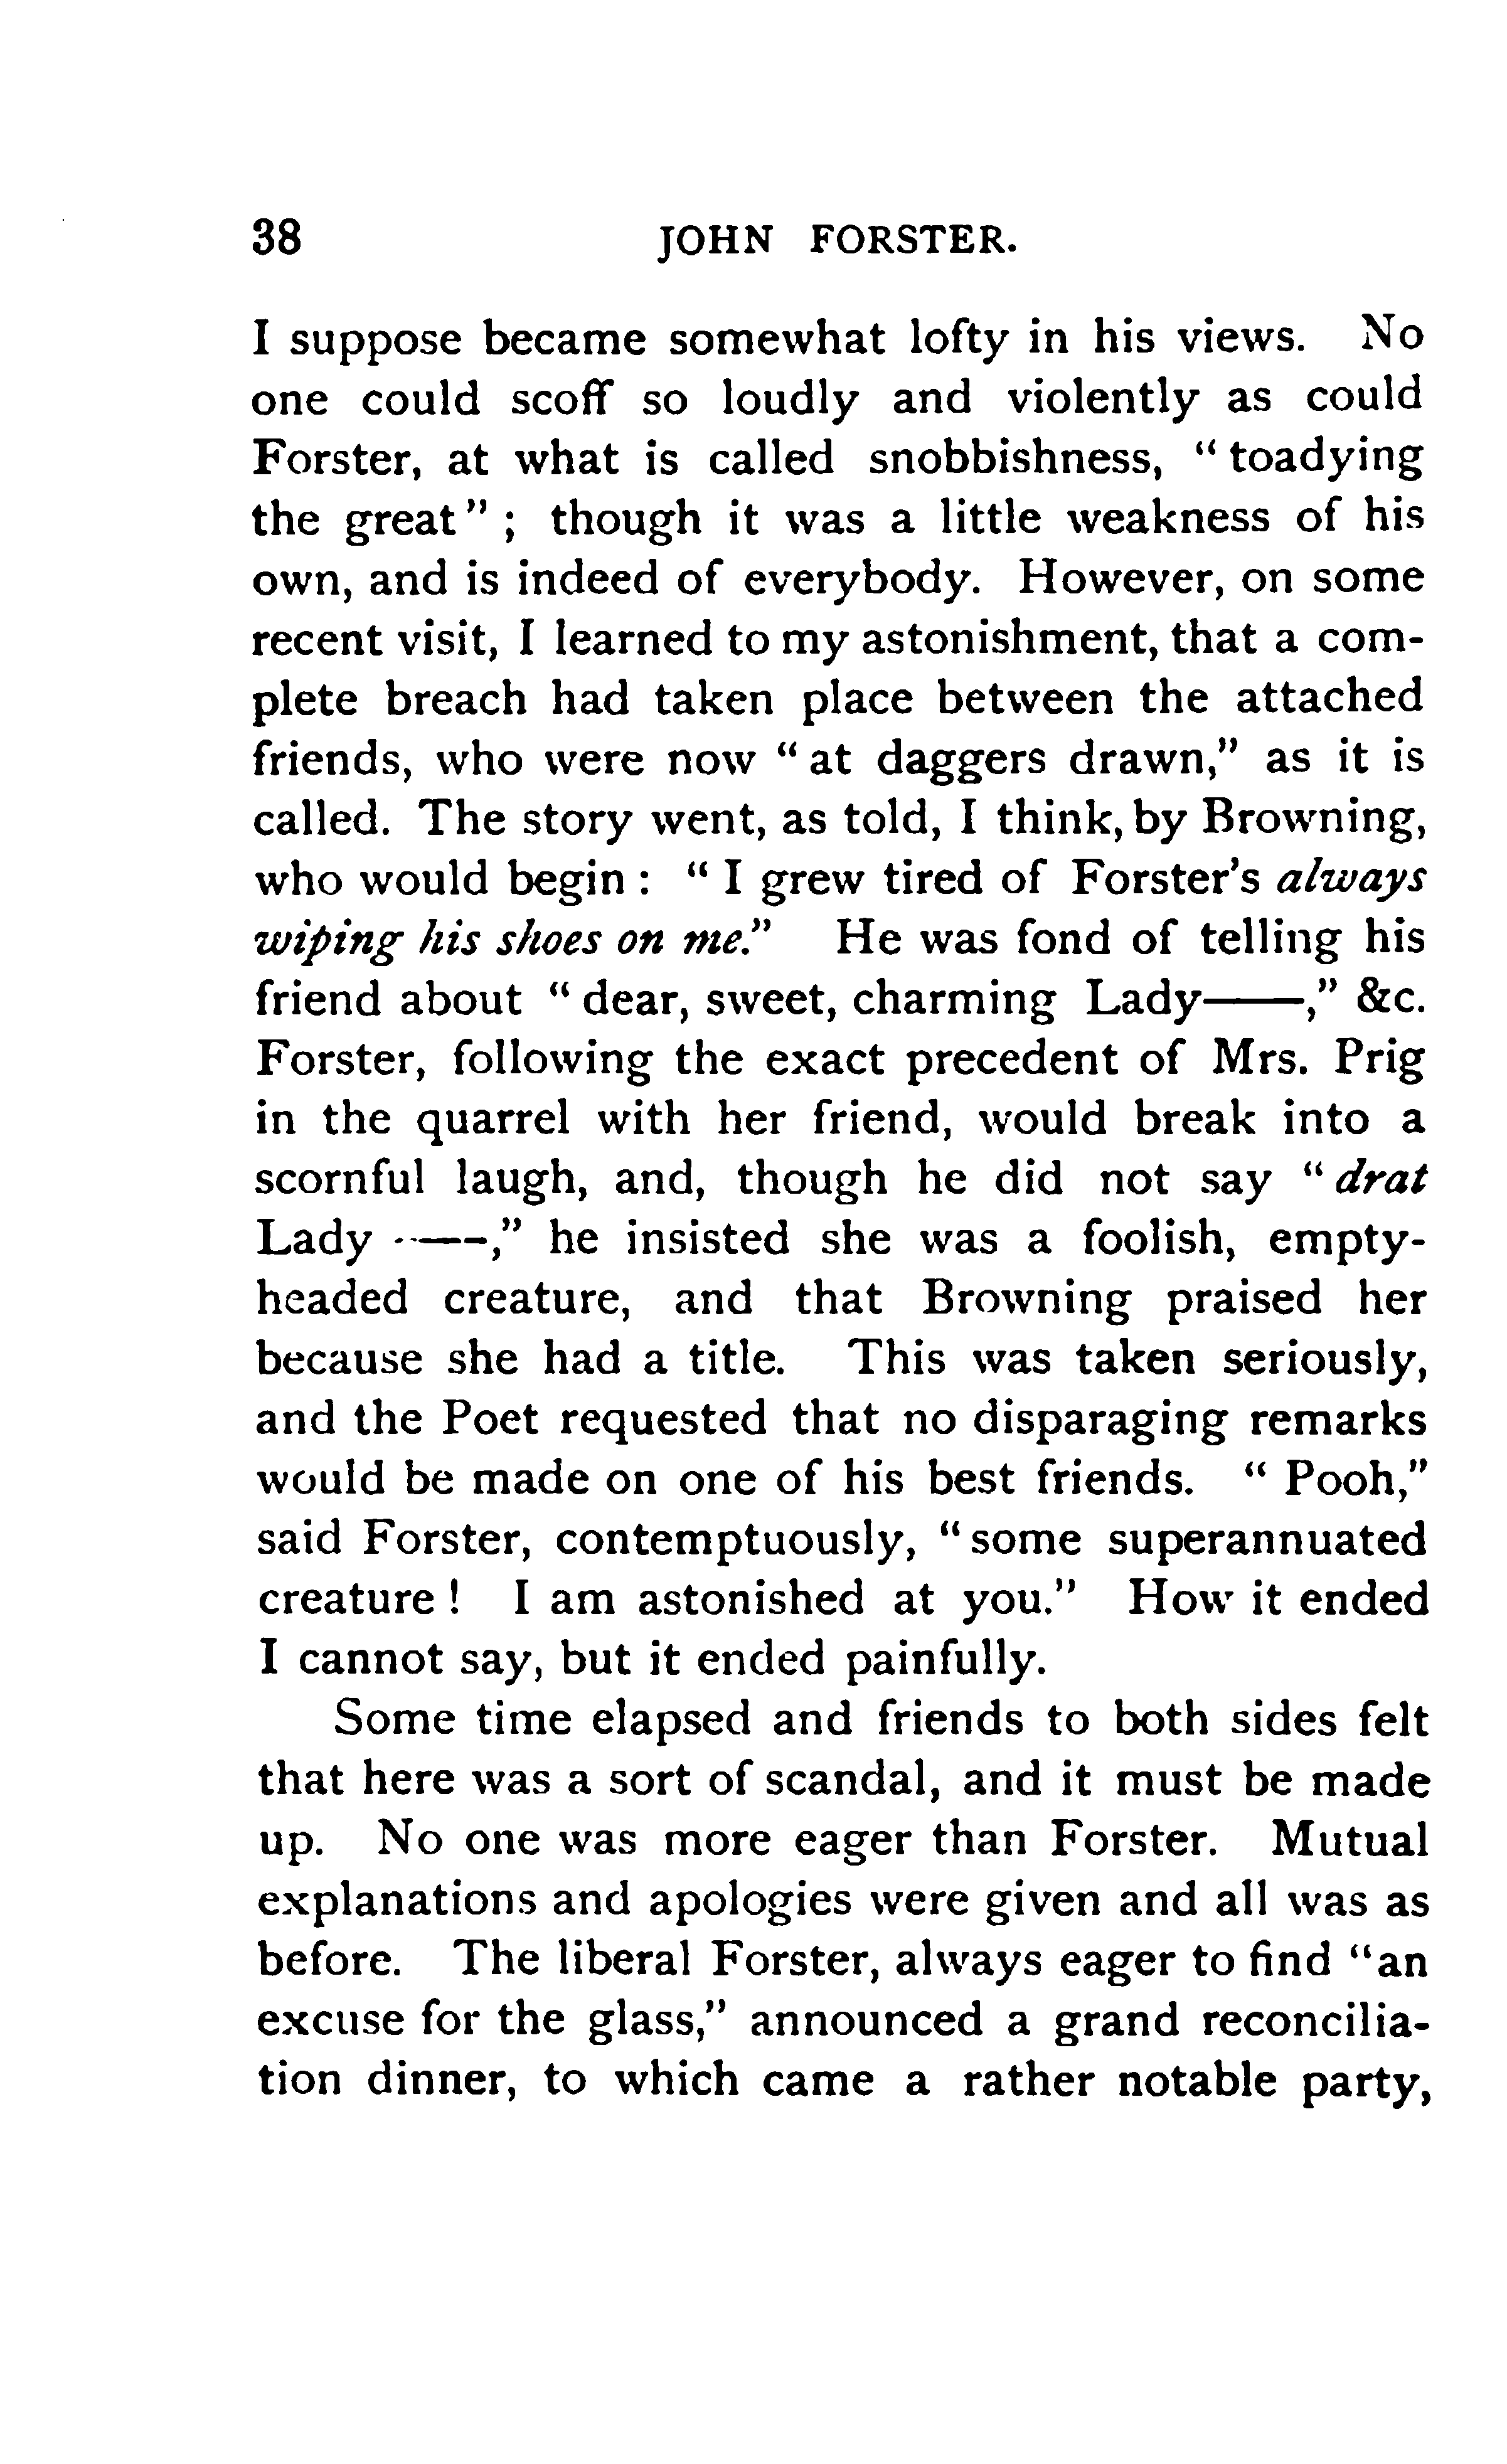 38 JOHN FORSTER.
I suppose became somewhat lofty in his views. No
one could scoff so loudly and violently as could
Forster, at what is called snobbishness, “toadying
the great”; though it was a little weakness of his
own, and is indeed of everybody. However, on some
recent visit, I learned to my astonishment, that a com-
plete breach had taken place between the attached
friends, who were now “at daggers drawn,” as it is
called. The story went, as told, I think, by Browning,
who would begin : “I grew tired of Forster's always
wiping his shoes on me.” He was fond of telling his
friend about “dear, sweet, charming Lady——,” &c.
Forster, following the exact precedent of Mrs. Prig
in the quarrel with her friend, would break into a
scornful laugh, and, though he did not say “drat
Lady ——,” he insisted she was a foolish, empty-
headed creature, and that Browning praised her
because she had a title. This was taken seriously,
and the Poet requested that no disparaging remarks
would be made on one of his best friends. “Pooh,”
said Forster, contemptuously, “some superannuated
creature! I am astonished at you.” How it ended
I cannot say, but it ended painfully.
Some time elapsed and friends to both sides felt
that here was a sort of scandal, and it must be made
up. No one was more eager than Forster. Mutual
explanations and apologies were given and all was as
before. The liberal Forster, always eager to find “an
excuse for the glass,” announced a grand reconcilia-
tion dinner, to which came a rather notable party,